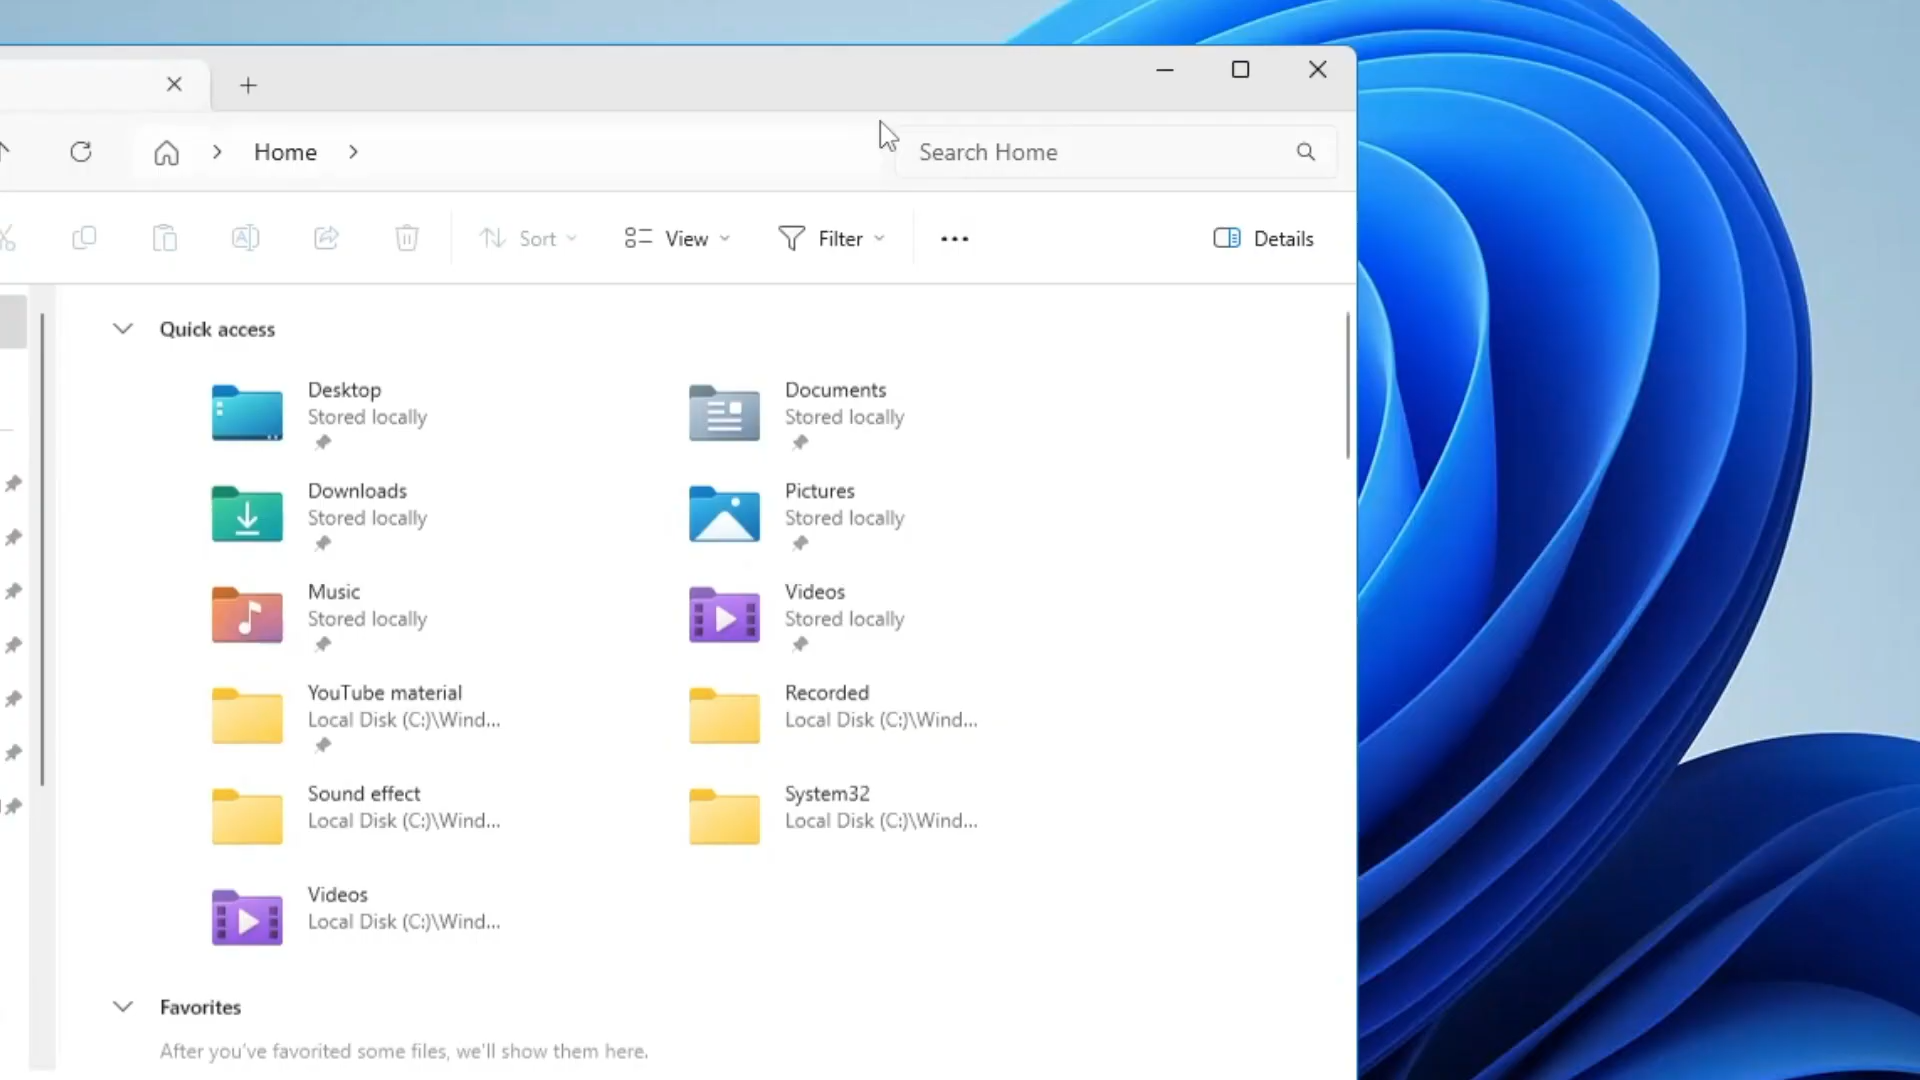 Home
Search Home
Sort
View
Filter
Details
Quick access
Desktop
Stored locally
Documents
Stored locally
Downloads
Stored locally
Pictures
Stored locally
Music
Stored locally
Videos
Stored locally
YouTube material
Local Disk (C:)\Wind...
Recorded
Local Disk (C:)\Wind...
Sound effect
Local Disk (C:)\Wind...
System32
Local Disk (C:)\Wind...
Videos
Local Disk (C:)\Wind...
Favorites
After you've favorited some files, we'll show them here.